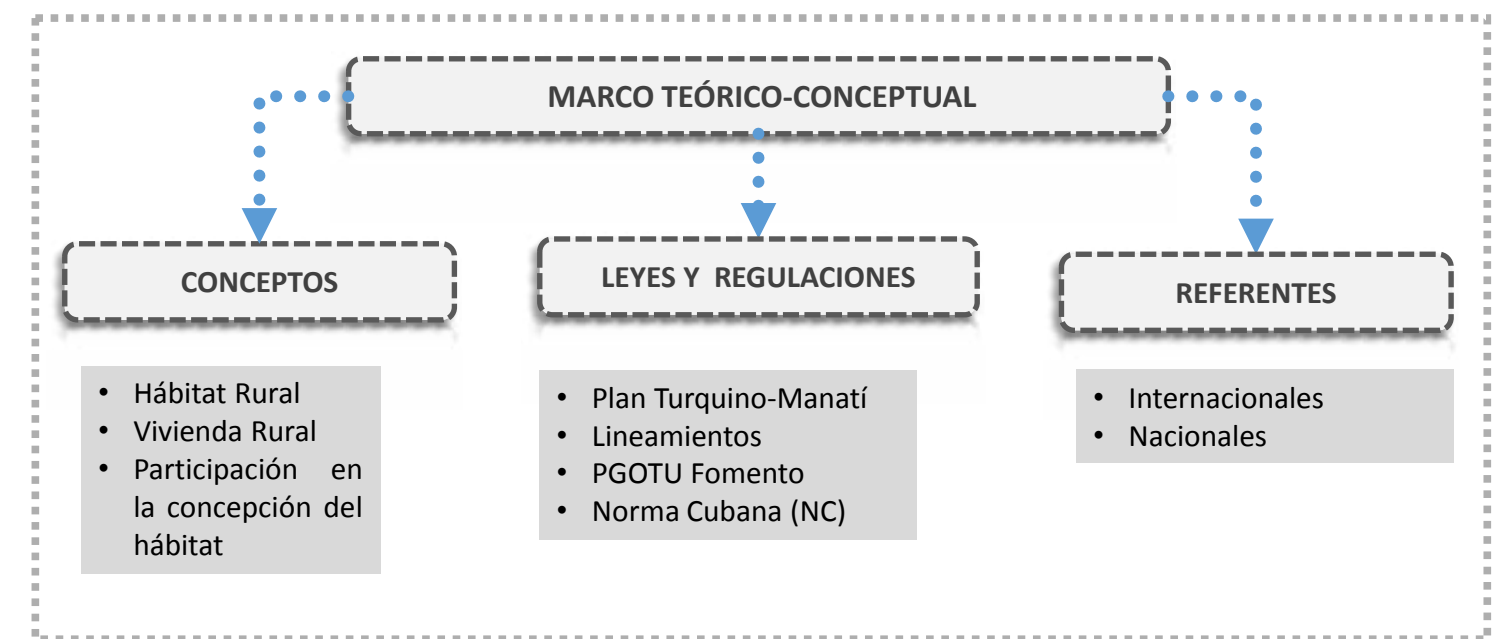 MARCO TEÓRICO-CONCEPTUAL
CONCEPTOS
• Hábitat Rural
• Vivienda Rural
• Participación en
la concepción del
hábitat
LEYES Y REGULACIONES
• Plan Turquino-Manatí
• Lineamientos
• PGOTU Fomento
• Norma Cubana (NC)
REFERENTES
• Internacionales
• Nacionales